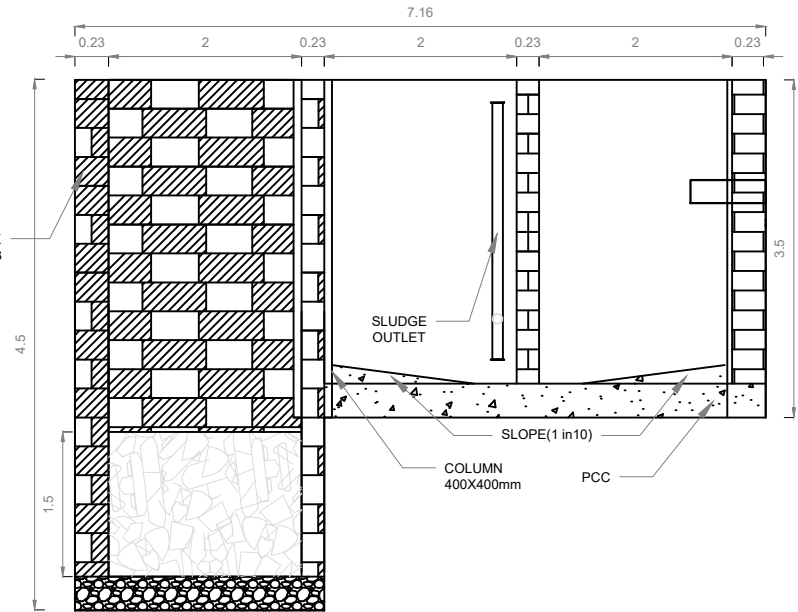 7.16
0.23 2 0.23 2 0.23 2 0.23
4.5
3.5
SLUDGE
OUTLET
1.5
SLOPE(1 in10)
COLUMN
400X400mm
PCC